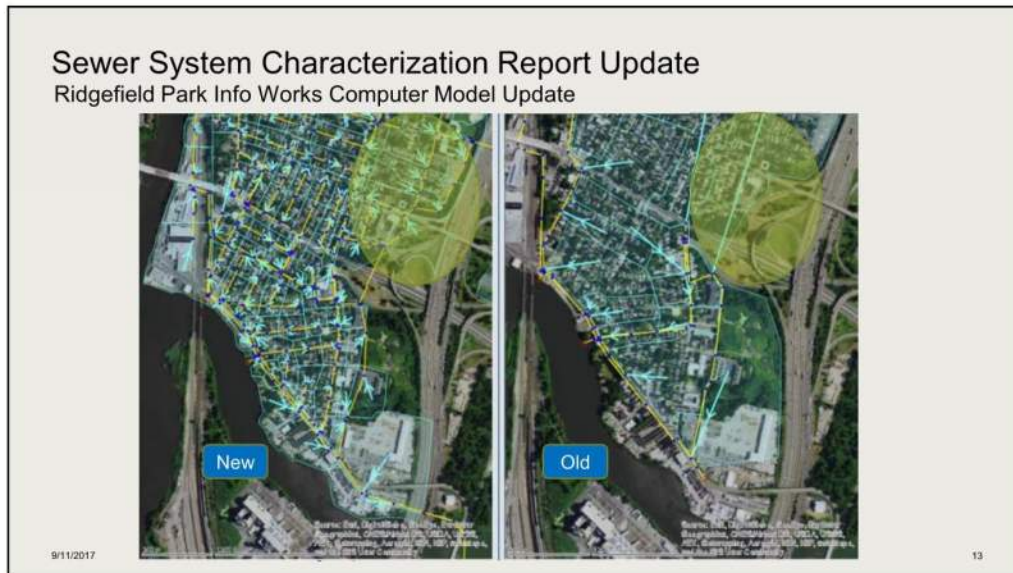 Sewer System Characterization Report Update
Ridgefield Park Info Works Computer Model Update
New
Old
9/11/2017
13